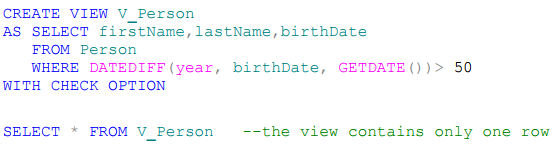 CREATE VIEW V_Person
AS SELECT firstName,lastName,birthDate
FROM Person
WHERE DATEDIFF(year, birthDate, GETDATE())> 50
WITH CHECK OPTION
SELECT * FROM V_Person --the view contains only one row